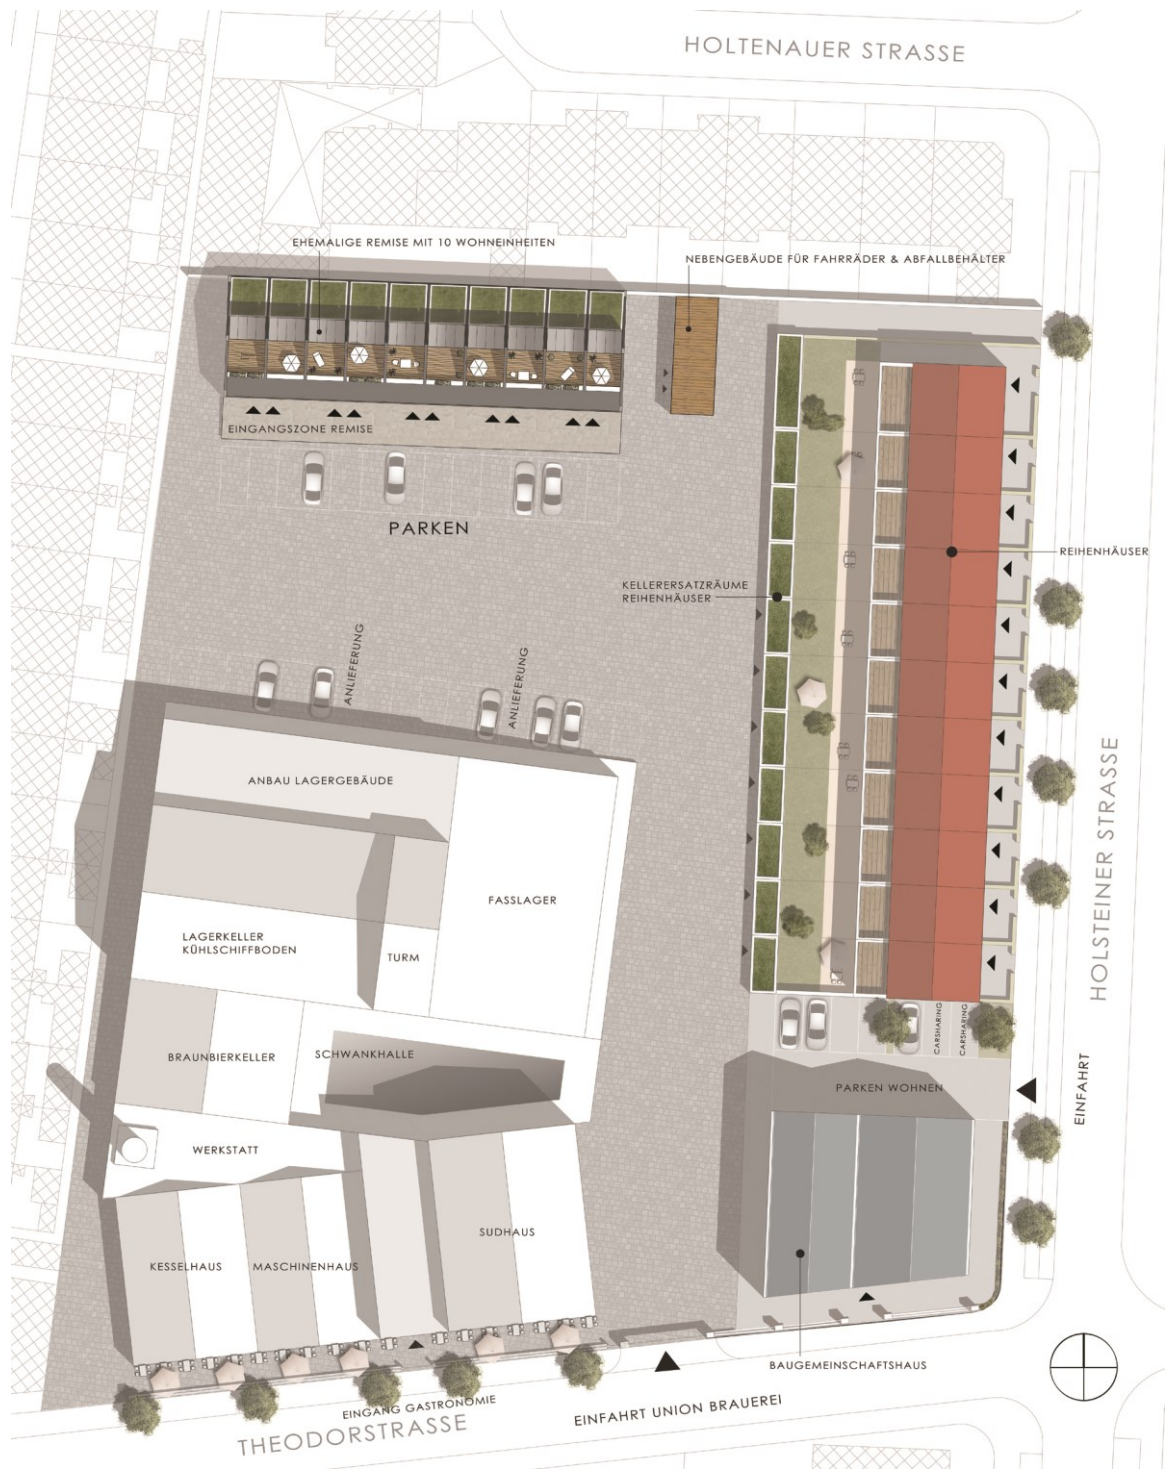 HOLTENAUER STRASSE
EHEMALIGE REMISE MIT 10 WOHNEINHEITEN
NEBENGEBÄUDE FÜR FAHRRÄDER & ABFALLBEHÄLTER
EINGANGSZONE REMISE
PARKEN
REIHENHÄUSER
KELLERERSATZRÄUME
REIHENHÄUSER
ANLIEFERUNG
ANLIEFERUNG
ANBAU LAGERGEBÄUDE
FASSLAGER
LAGERKELLER
KÜHLSCHIFFBODEN
TURM
HOLSTEINER STRASSE
BRAUNBIERKELLER
SCHWANKHALLE
CARSHARING
CARSHARING
PARKEN WOHNEN
EINFAHRT
WERKSTATT
SUDHAUS
KESSELHAUS
MASCHINENHAUS
BAUGEMEINSCHAFTSHAUS
EINGANG GASTRONOMIE
EINFAHRT UNION BRAUEREI
THEODORSTRASSE